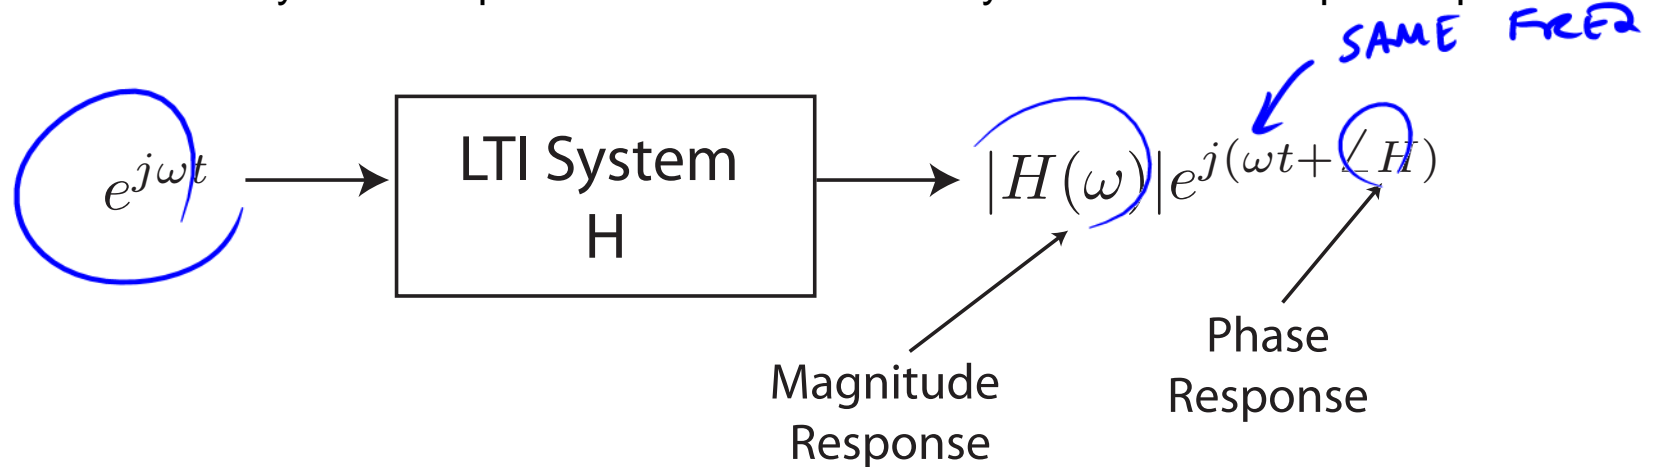 SAME FREQ
e^{jωt}
LTI System
H
|H(ω)|e^{j(ωt+∠H)}
Phase
Response
Magnitude
Response